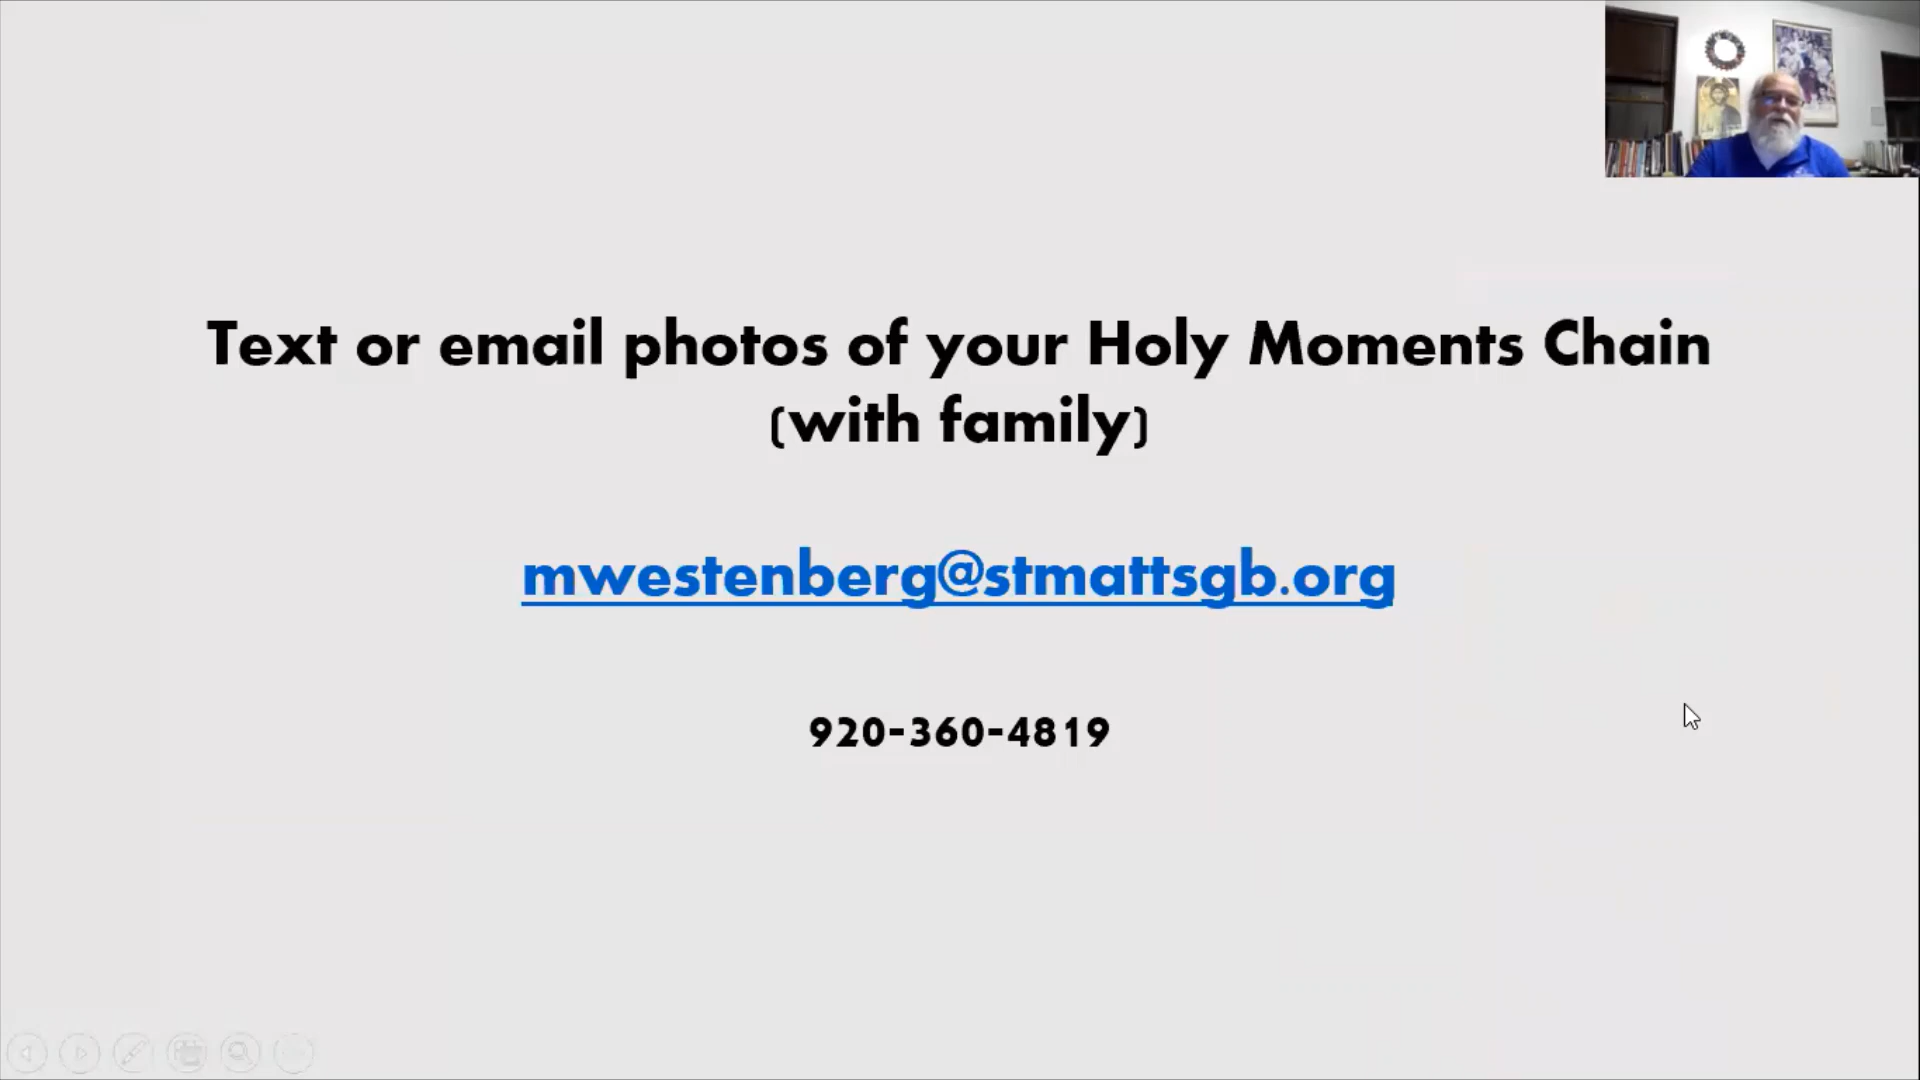 Text or email photos of your Holy Moments Chain
(with family)
mwestenberg@stmattsgb.org
920-360-4819